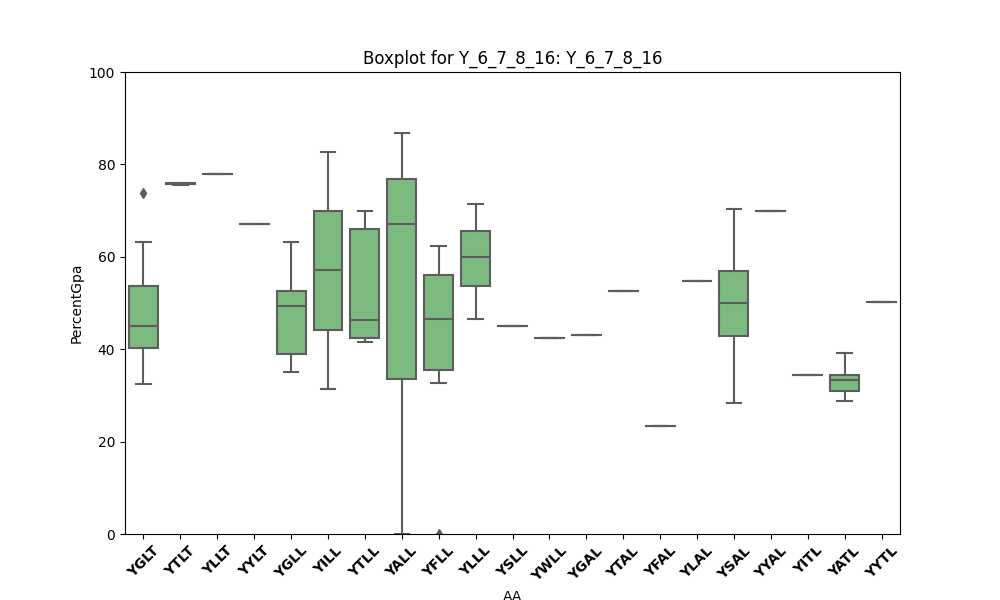 Boxplot for Y_6_7_8_16: Y_6_7_8_16
100
80
60
40
20
0
PercentGpa
YGLT YTLT YLLT YYLT YGLL YILL YTLL YALL YFLL YLLL YSLL YWLL YGAL YTAL YFAL YLAL YSAL YYAL YITL YATL YYTL
AA